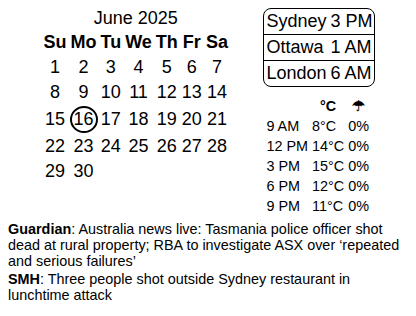 June 2025
Su Mo Tu We Th Fr Sa
1 2 3 4 5 6 7
8 9 10 11 12 13 14
15 16 17 18 19 20 21
22 23 24 25 26 27 28
29 30
Sydney 3 PM
Ottawa 1 AM
London 6 AM
°C ☂
9 AM 8°C 0%
12 PM 14°C 0%
3 PM 15°C 0%
6 PM 12°C 0%
9 PM 11°C 0%
Guardian: Australia news live: Tasmania police officer shot
dead at rural property; RBA to investigate ASX over ‘repeated
and serious failures’
SMH: Three people shot outside Sydney restaurant in
lunchtime attack